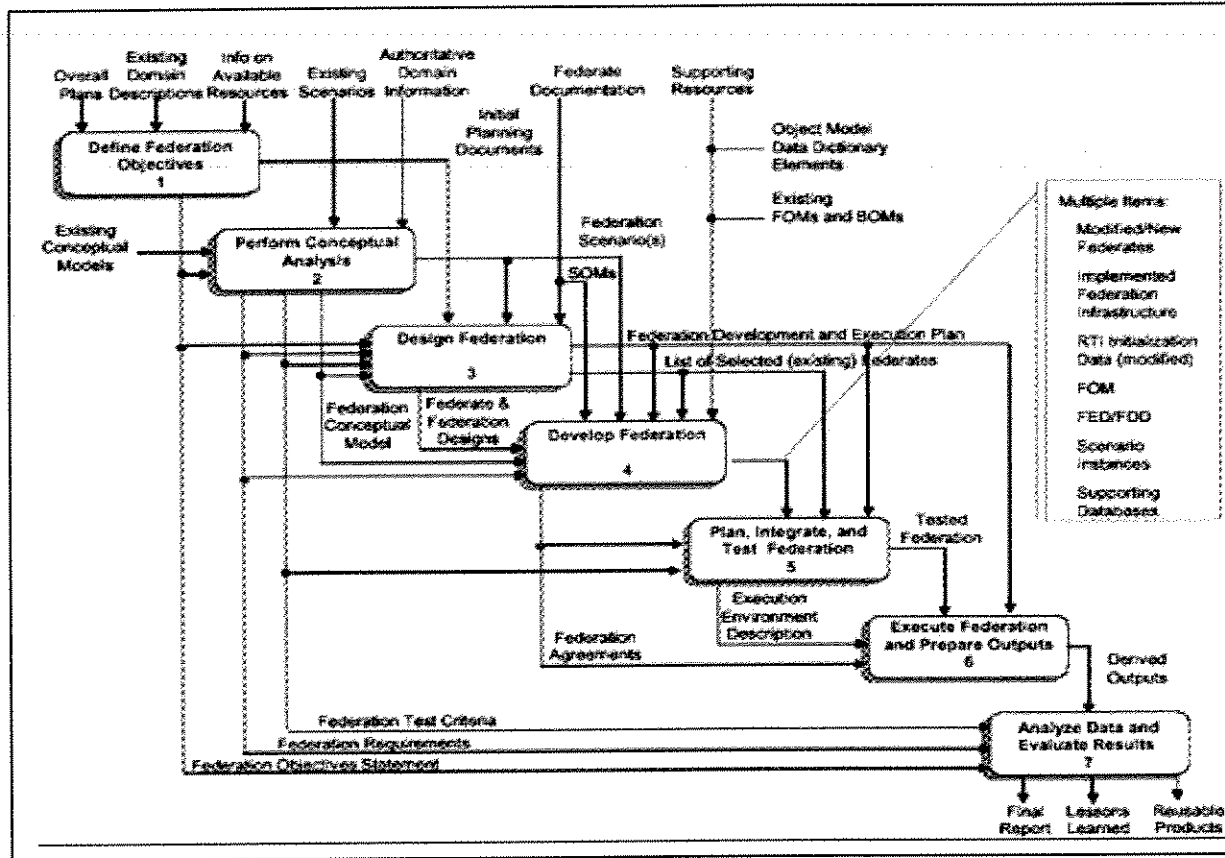 Overall
Plans
Existing
Domain
Descriptions
Info on
Available
Resources
Existing
Scenarios
Authoritative
Domain
Information
Federate
Documentation
Supporting
Resources
Initial
Planning
Documents
Object Model
Data Dictionary
Elements
Existing
FOMs and BOMs
Define Federation
Objectives
1
Existing
Conceptual
Models
Perform Conceptual
Analysis
2
Federation
Scenario(s)
SOMs
Design Federation
3
Federation Development and Execution Plan
List of Selected (existing) Federates
Federation
Conceptual
Model
Federate &
Federation
Designs
Develop Federation
4
Multiple Items:
Modified/New
Federates
Implemented
Federation
Infrastructure
RTI Initialization
Data (modified)
FOM
FED/FDD
Scenario
Instances
Supporting
Databases
Plan, Integrate, and
Test Federation
5
Tested
Federation
Execution
Environment
Description
Federation
Agreements
Execute Federation
and Prepare Outputs
6
Derived
Outputs
Federation Test Criteria
Federation Requirements
Federation Objectives Statement
Analyze Data and
Evaluate Results
7
Final
Report
Lessons
Learned
Reusable
Products